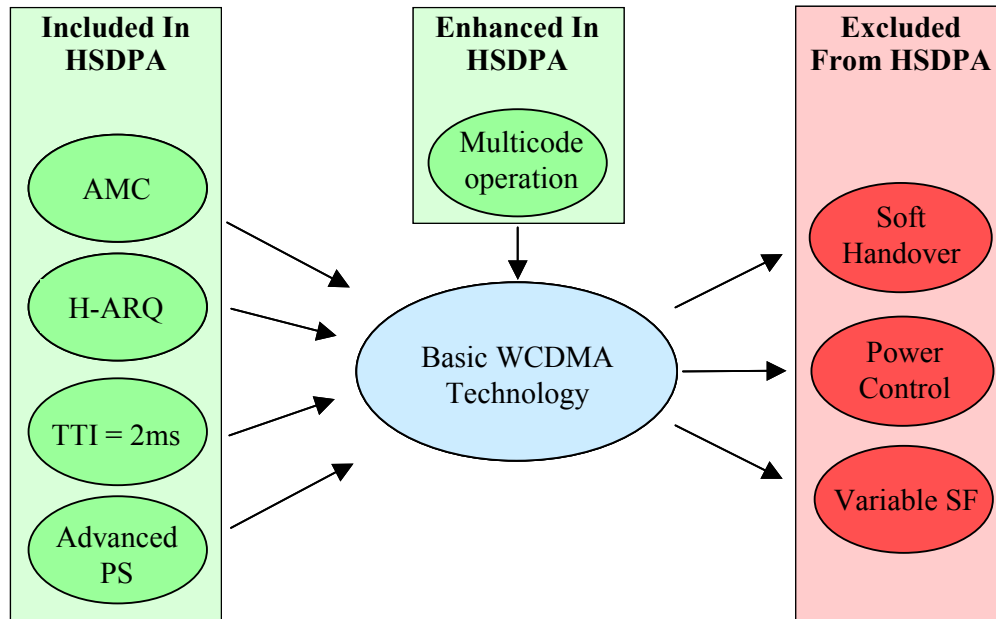 Included In
HSDPA
AMC
H-ARQ
TTI = 2ms
Advanced
PS
Enhanced In
HSDPA
Multicode
operation
Basic WCDMA
Technology
Excluded
From HSDPA
Soft
Handover
Power
Control
Variable SF